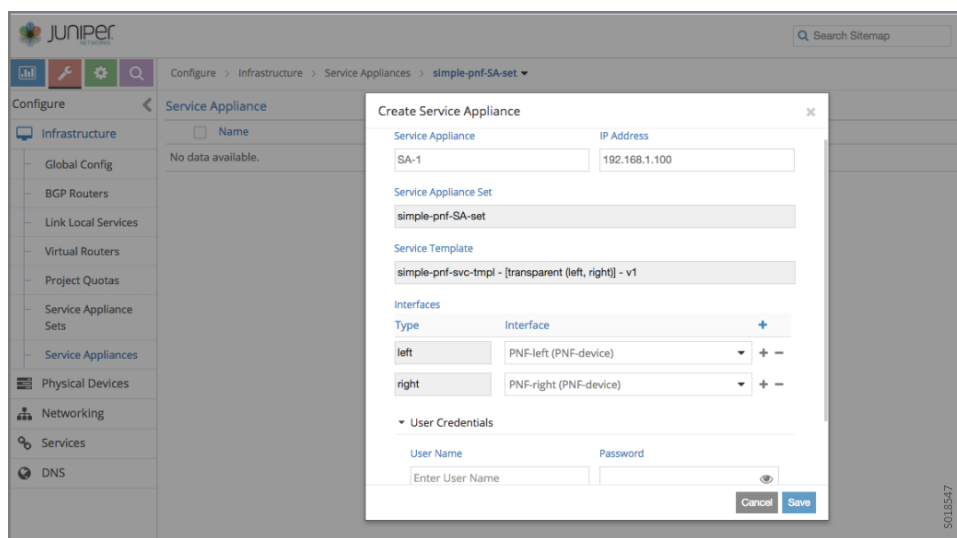 JUNIPER
NETWORKS
Search Sitemap
Configure > Infrastructure > Service Appliances > simple-pnf-SA-set
Configure
Infrastructure
Global Config
BGP Routers
Link Local Services
Virtual Routers
Project Quotas
Service Appliance
Sets
Service Appliances
Physical Devices
Networking
Services
DNS
Service Appliance
Name
No data available.
Create Service Appliance
Service Appliance IP Address
SA-1 192.168.1.100
Service Appliance Set
simple-pnf-SA-set
Service Template
simple-pnf-svc-tmpl - [transparent (left, right)] - v1
Interfaces
Type Interface
left PNF-left (PNF-device)
right PNF-right (PNF-device)
User Credentials
User Name Password
Enter User Name
Cancel Save
S018547